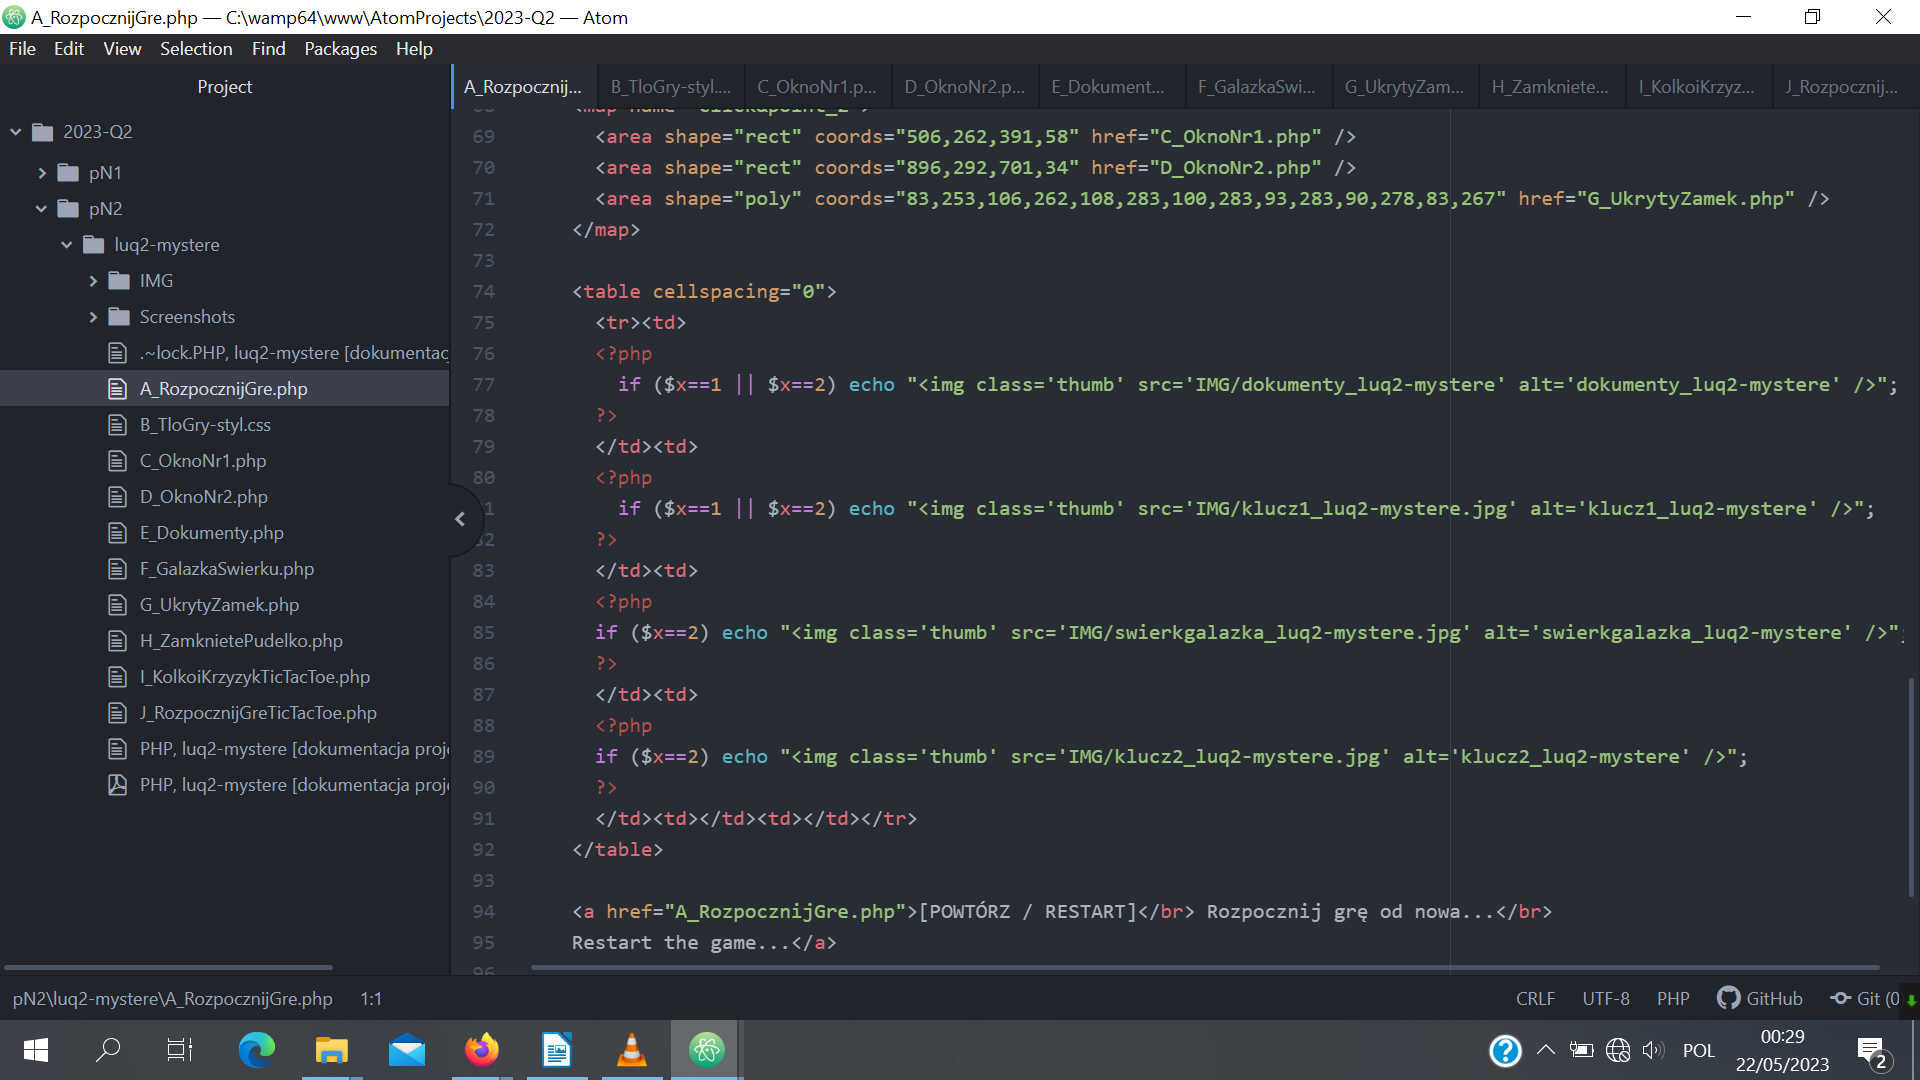 A_RozpocznijGre.php — C:\wamp64\www\AtomProjects\2023-Q2 — Atom
File Edit View Selection Find Packages Help
Project
A_Rozpocznij... B_TloGry-styl.... C_OknoNr1.p... D_OknoNr2.p... E_Dokument... F_GalazkaSwi... G_UkrytyZam... H_Zamkniete... I_KolkoiKrzyz... J_Rozpocznij...
2023-Q2
pN1
pN2
luq2-mystere
IMG
Screenshots
.~lock.PHP, luq2-mystere [dokumentac
A_RozpocznijGre.php
B_TloGry-styl.css
C_OknoNr1.php
D_OknoNr2.php
E_Dokumenty.php
F_GalazkaSwierku.php
G_UkrytyZamek.php
H_ZamknietePudelko.php
I_KolkoiKrzyzykTicTacToe.php
J_RozpocznijGreTicTacToe.php
PHP, luq2-mystere [dokumentacja proj
PHP, luq2-mystere [dokumentacja proj
69 <area shape="rect" coords="506,262,391,58" href="C_OknoNr1.php" />
70 <area shape="rect" coords="896,292,701,34" href="D_OknoNr2.php" />
71 <area shape="poly" coords="83,253,106,262,108,283,100,283,93,283,90,278,83,267" href="G_UkrytyZamek.php" />
72 </map>
73
74 <table cellspacing="0">
75 <tr><td>
76 <?php
77 if ($x==1 || $x==2) echo "<img class='thumb' src='IMG/dokumenty_luq2-mystere' alt='dokumenty_luq2-mystere' />";
78 ?>
79 </td><td>
80 <?php
1 if ($x==1 || $x==2) echo "<img class='thumb' src='IMG/klucz1_luq2-mystere.jpg' alt='klucz1_luq2-mystere' />";
2 ?>
83 </td><td>
84 <?php
85 if ($x==2) echo "<img class='thumb' src='IMG/swierkgalazka_luq2-mystere.jpg' alt='swierkgalazka_luq2-mystere' />";
86 ?>
87 </td><td>
88 <?php
89 if ($x==2) echo "<img class='thumb' src='IMG/klucz2_luq2-mystere.jpg' alt='klucz2_luq2-mystere' />";
90 ?>
91 </td><td></td><td></td></tr>
92 </table>
93
94 <a href="A_RozpocznijGre.php">[POWTÓRZ / RESTART]</br> Rozpocznij grę od nowa...</br>
95 Restart the game...</a>
96
pN2\luq2-mystere\A_RozpocznijGre.php 1:1 CRLF UTF-8 PHP GitHub Git (0
POL 00:29
22/05/2023 2